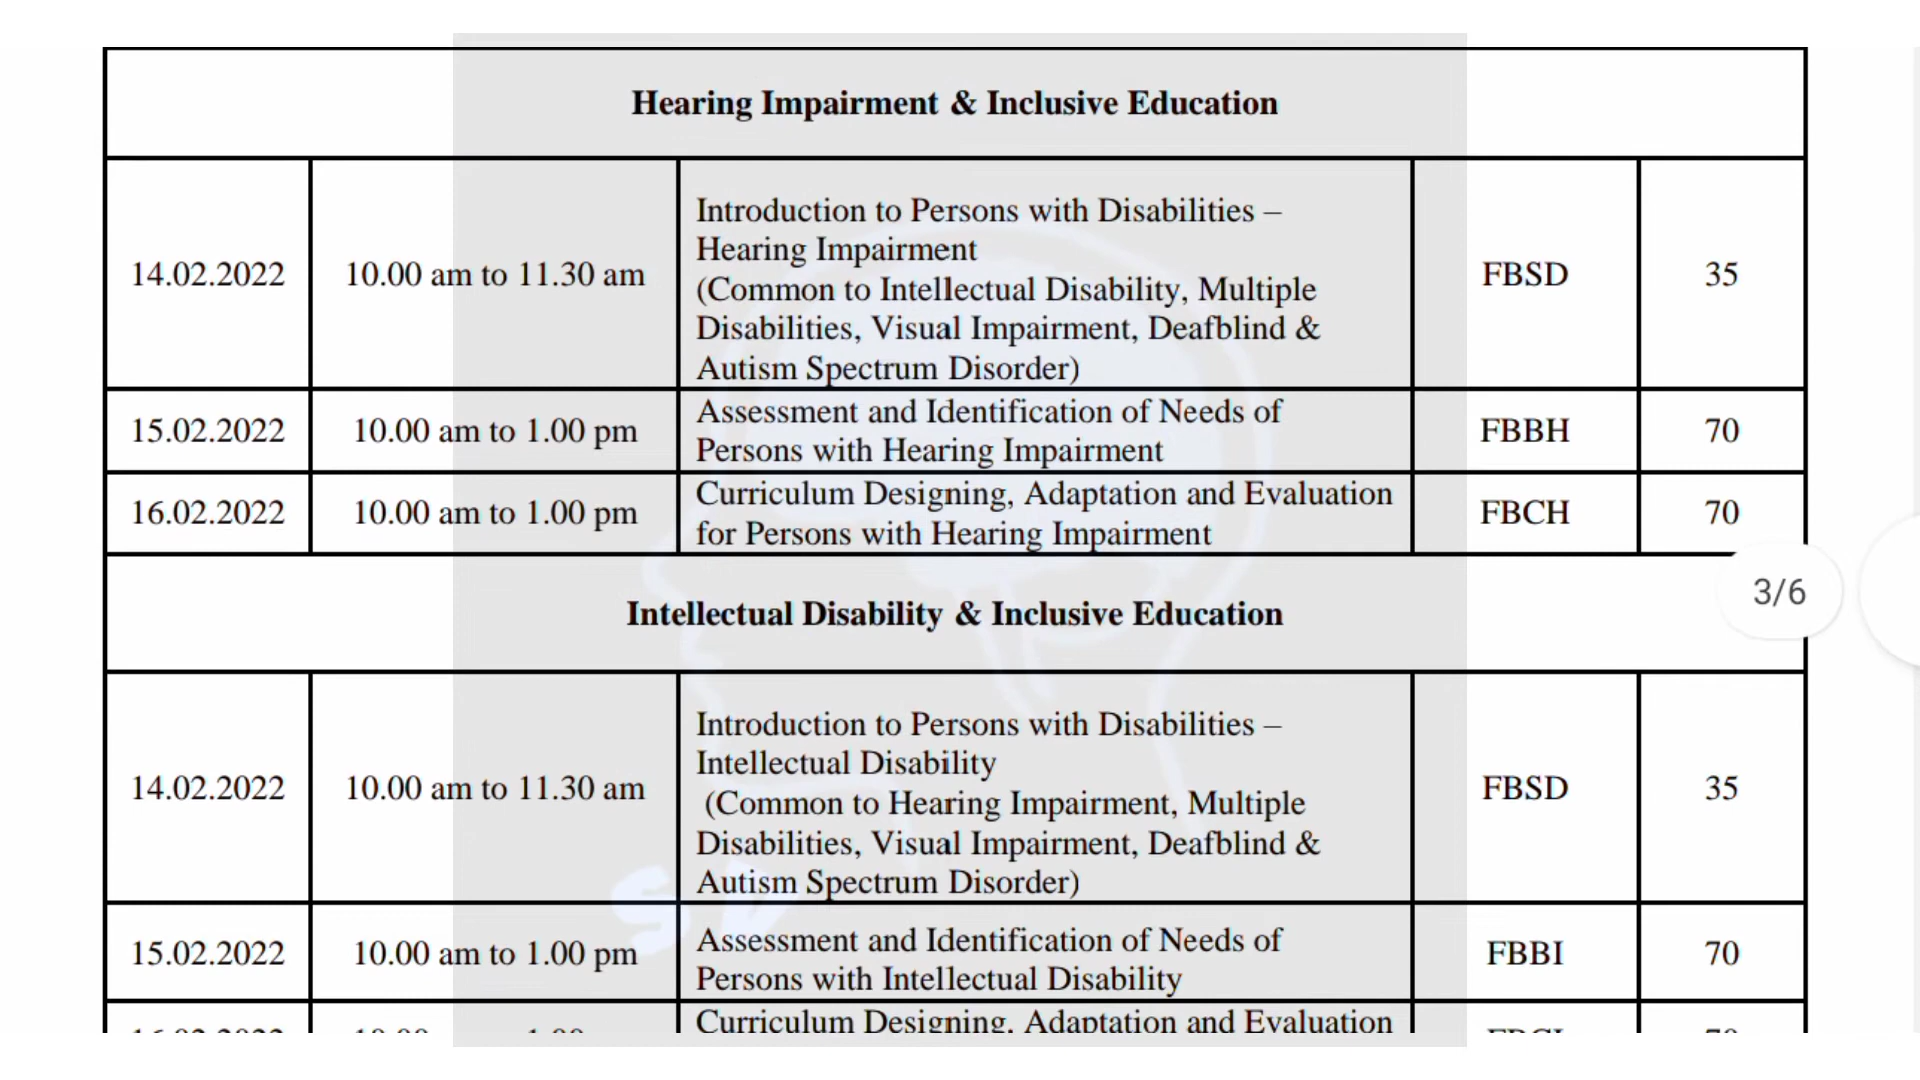 Hearing Impairment & Inclusive Education
14.02.2022
10.00 am to 11.30 am
Introduction to Persons with Disabilities –
Hearing Impairment
(Common to Intellectual Disability, Multiple
Disabilities, Visual Impairment, Deafblind &
Autism Spectrum Disorder)
FBSD
35
15.02.2022
10.00 am to 1.00 pm
Assessment and Identification of Needs of
Persons with Hearing Impairment
FBBH
70
16.02.2022
10.00 am to 1.00 pm
Curriculum Designing, Adaptation and Evaluation
for Persons with Hearing Impairment
FBCH
70
3/6
Intellectual Disability & Inclusive Education
14.02.2022
10.00 am to 11.30 am
Introduction to Persons with Disabilities –
Intellectual Disability
(Common to Hearing Impairment, Multiple
Disabilities, Visual Impairment, Deafblind &
Autism Spectrum Disorder)
FBSD
35
15.02.2022
10.00 am to 1.00 pm
Assessment and Identification of Needs of
Persons with Intellectual Disability
FBBI
70
Curriculum Designing, Adaptation and Evaluation